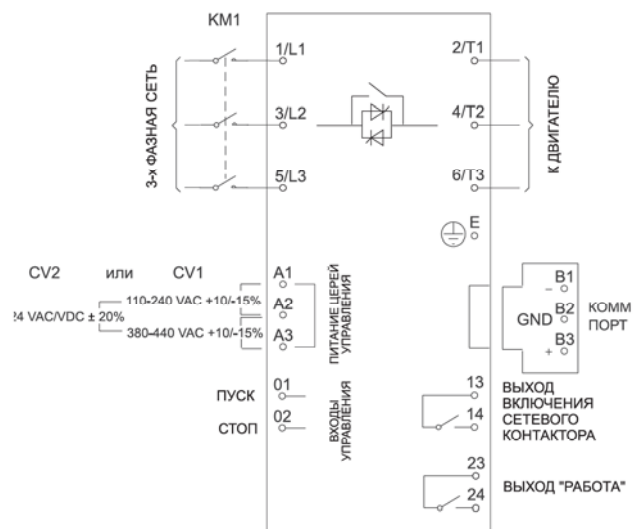 KM1
1/L1
2/T1
3-х ФАЗНАЯ СЕТЬ
3/L2
4/T2
К ДВИГАТЕЛЮ
5/L3
6/T3
E
CV2 или CV1
A1
110-240 VAC +10/-15%
A2
24 VAC/VDC ± 20%
380-440 VAC +10/-15%
A3
ПИТАНИЕ ЦЕРЕЙ
УПРАВЛЕНИЯ
B1
−
GND B2
+ B3
КОММ
ПОРТ
ПУСК 01
СТОП 02
ВХОДЫ
УПРАВЛЕНИЯ
13
14
ВЫХОД
ВКЛЮЧЕНИЯ
СЕТЕВОГО
КОНТАКТОРА
23
24
ВЫХОД "РАБОТА"